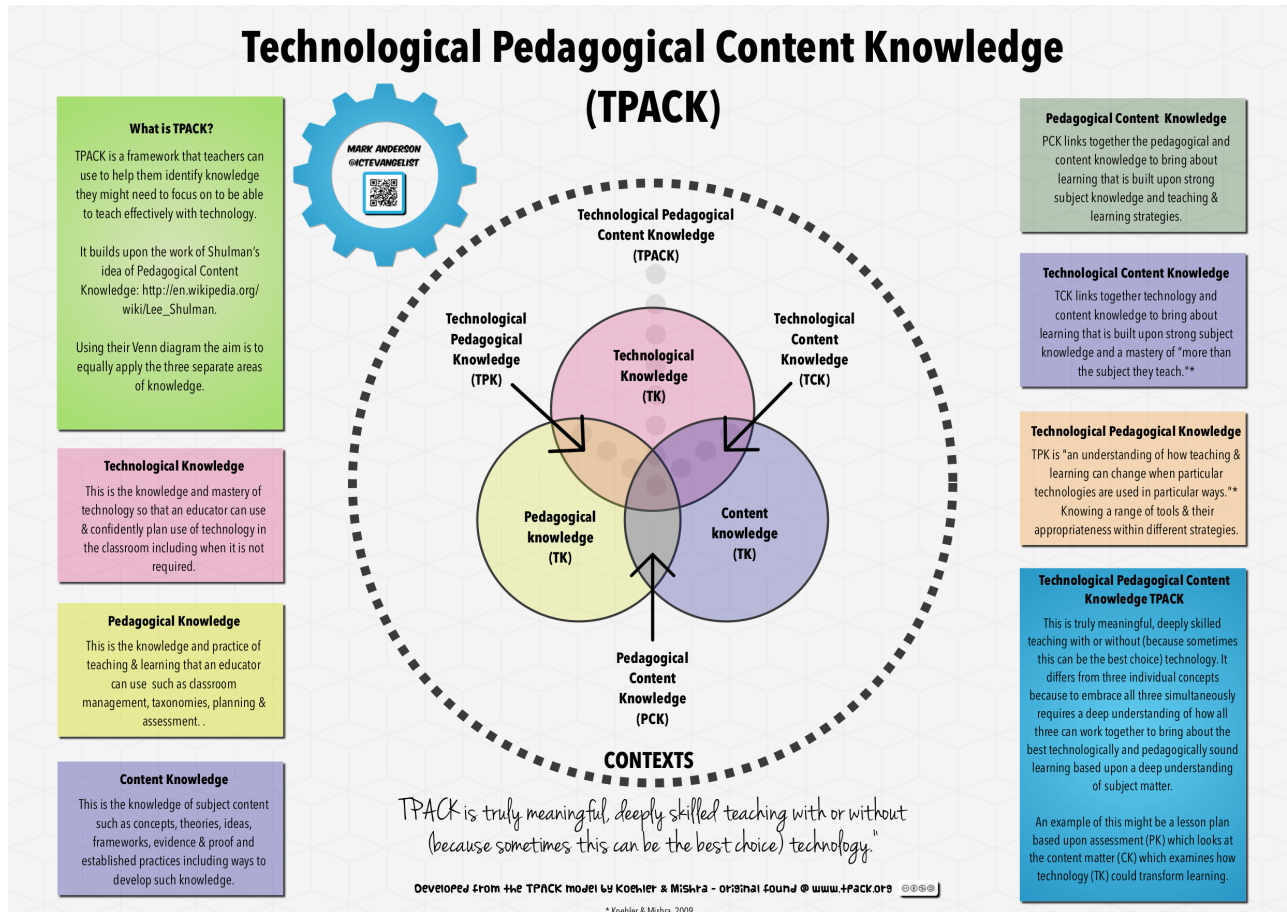 Technological Pedagogical Content Knowledge
(TPACK)
What is TPACK?
TPACK is a framework that teachers can
use to help them identify knowledge
they might need to focus on to be able
to teach effectively with technology.
It builds upon the work of Shulman's
idea of Pedagogical Content
Knowledge: http://en.wikipedia.org/
wiki/Lee_Shulman.
Using their Venn diagram the aim is to
equally apply the three separate areas
of knowledge.
Technological Knowledge
This is the knowledge and mastery of
technology so that an educator can use
& confidently plan use of technology in
the classroom including when it is not
required.
Pedagogical Knowledge
This is the knowledge and practice of
teaching & learning that an educator
can use such as classroom
management, taxonomies, planning &
assessment. .
Content Knowledge
This is the knowledge of subject content
such as concepts, theories, ideas,
frameworks, evidence & proof and
established practices including ways to
develop such knowledge.
MARK ANDERSON
@ICTEVANGELIST
Technological Pedagogical
Content Knowledge
(TPACK)
Technological
Pedagogical
Knowledge
(TPK)
Technological
Knowledge
(TK)
Technological
Content
Knowledge
(TCK)
Pedagogical
knowledge
(TK)
Content
knowledge
(TK)
Pedagogical
Content
Knowledge
(PCK)
CONTEXTS
TPACK is truly meaningful, deeply skilled teaching with or without
(because sometimes this can be the best choice) technology."
Developed from the TPACK model by Koehler & Mishra - original found @ www.tpack.org
* Koehler & Mishra, 2009
Pedagogical Content Knowledge
PCK links together the pedagogical and
content knowledge to bring about
learning that is built upon strong
subject knowledge and teaching &
learning strategies.
Technological Content Knowledge
TCK links together technology and
content knowledge to bring about
learning that is built upon strong subject
knowledge and a mastery of "more than
the subject they teach."*
Technological Pedagogical Knowledge
TPK is "an understanding of how teaching &
learning can change when particular
technologies are used in particular ways."*
Knowing a range of tools & their
appropriateness within different strategies.
Technological Pedagogical Content
Knowledge TPACK
This is truly meaningful, deeply skilled
teaching with or without (because sometimes
this can be the best choice) technology. It
differs from three individual concepts
because to embrace all three simultaneously
requires a deep understanding of how all
three can work together to bring about the
best technologically and pedagogically sound
learning based upon a deep understanding
of subject matter.
An example of this might be a lesson plan
based upon assessment (PK) which looks at
the content matter (CK) which examines how
technology (TK) could transform learning.